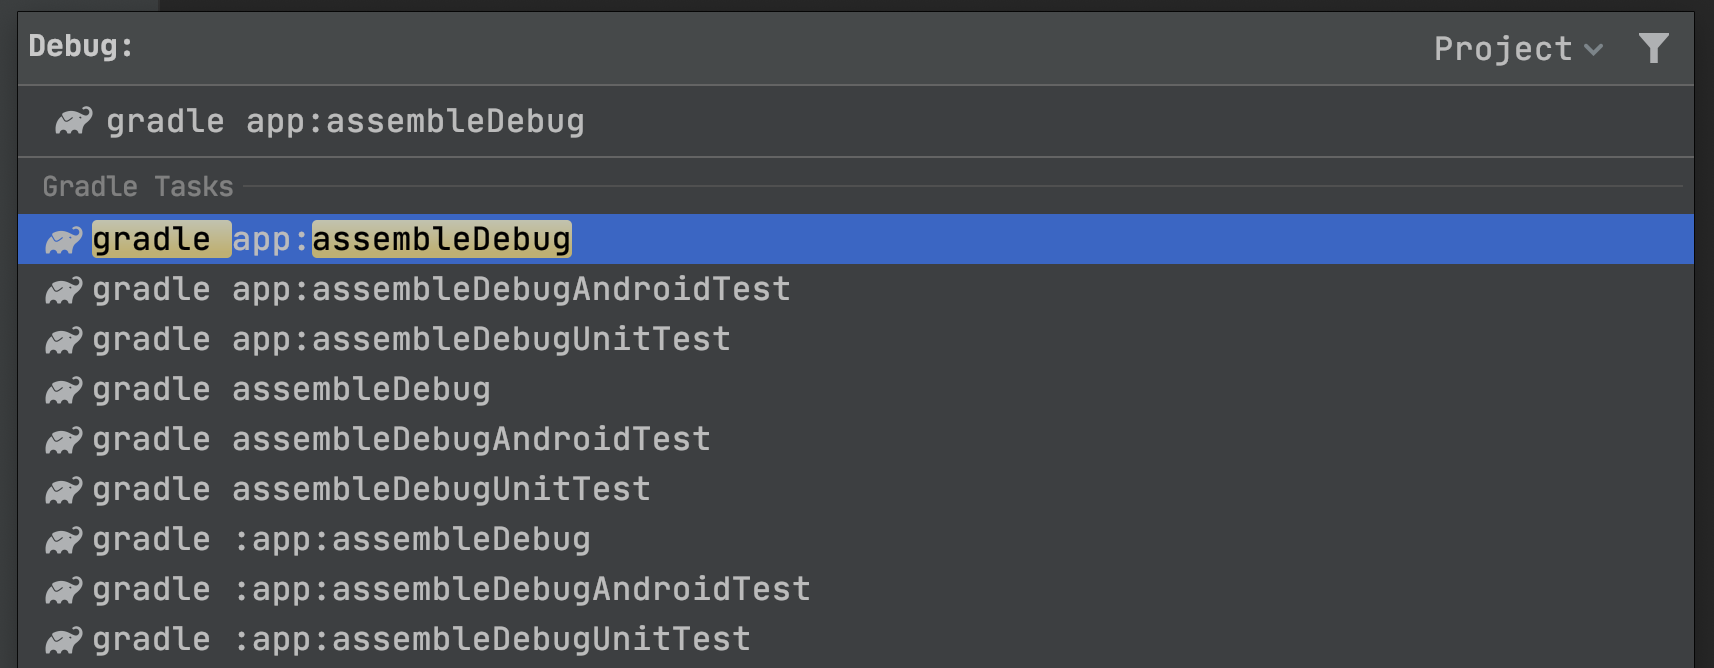 Debug:
Project
gradle app:assembleDebug
Gradle Tasks
gradle app:assembleDebug
gradle app:assembleDebugAndroidTest
gradle app:assembleDebugUnitTest
gradle assembleDebug
gradle assembleDebugAndroidTest
gradle assembleDebugUnitTest
gradle :app:assembleDebug
gradle :app:assembleDebugAndroidTest
gradle :app:assembleDebugUnitTest